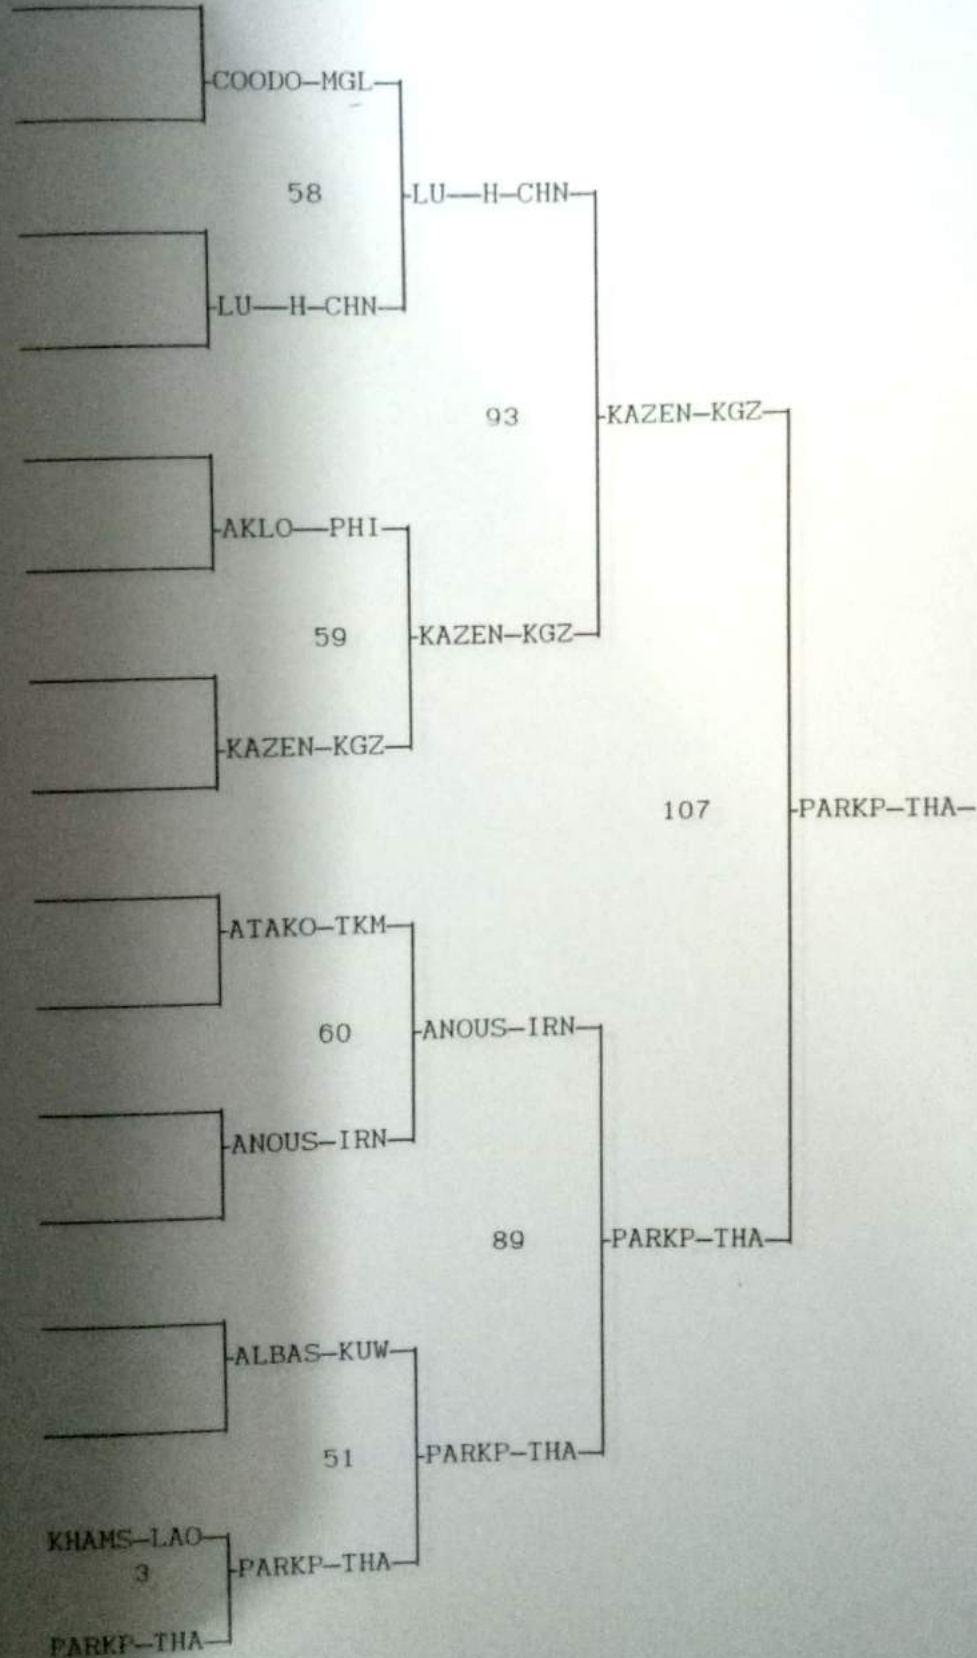 COODO-MGL
58
LU-H-CHN
LU-H-CHN
93
KAZEN-KGZ
AKLO-PHI
59
KAZEN-KGZ
KAZEN-KGZ
107
PARKP-THA
ATAKO-TKM
60
ANOUS-IRN
ANOUS-IRN
89
PARKP-THA
ALBAS-KUW
51
PARKP-THA
KHAMS-LAO
3
PARKP-THA
PARKP-THA